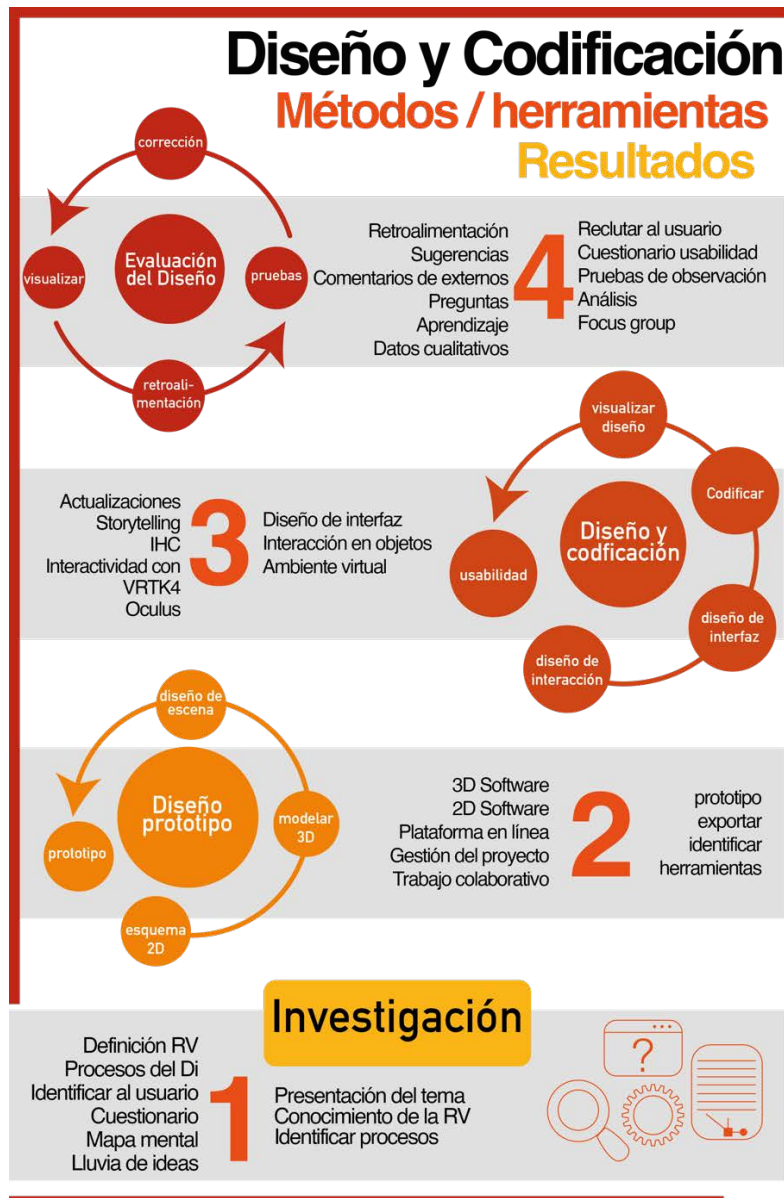 Diseño y Codificación
Métodos / herramientas
Resultados
corrección
visualizar
Evaluación
del Diseño
pruebas
retroali-
mentación
Retroalimentación
Sugerencias
Comentarios de externos
Preguntas
Aprendizaje
Datos cualitativos
4
Reclutar al usuario
Cuestionario usabilidad
Pruebas de observación
Análisis
Focus group
Actualizaciones
Storytelling
IHC
Interactividad con
VRTK4
Oculus
3
Diseño de interfaz
Interacción en objetos
Ambiente virtual
visualizar
diseño
Codificar
Diseño y
codficación
usabilidad
diseño de
interfaz
diseño de
interacción
diseño de
escena
Diseño
prototipo
modelar
3D
prototipo
esquema
2D
3D Software
2D Software
Plataforma en línea
Gestión del proyecto
Trabajo colaborativo
2
prototipo
exportar
identificar
herramientas
Investigación
Definición RV
Procesos del Di
Identificar al usuario
Cuestionario
Mapa mental
Lluvia de ideas
1
Presentación del tema
Conocimiento de la RV
Identificar procesos
?